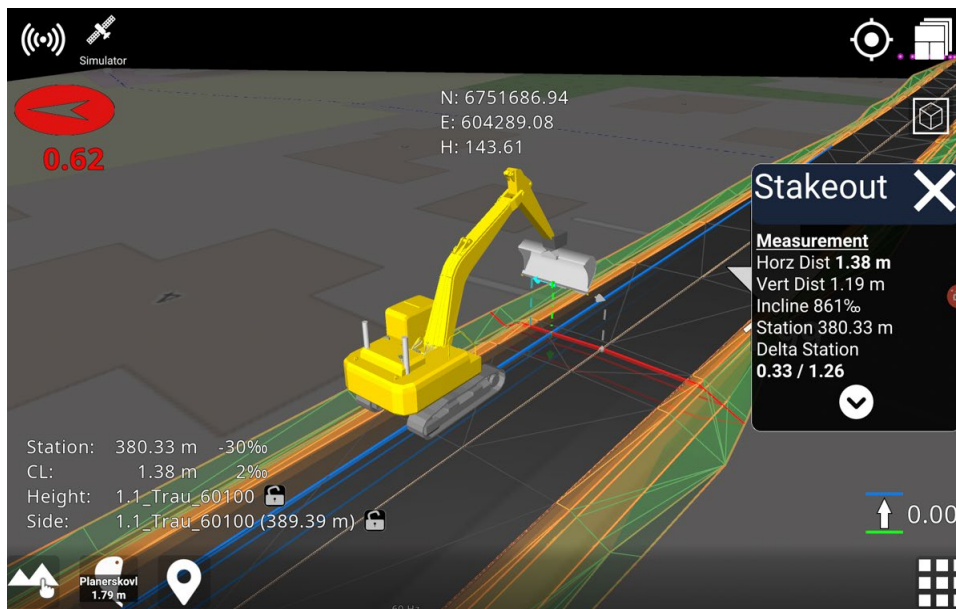 Simulator
0.62
N: 6751686.94
E: 604289.08
H: 143.61
Stakeout
Measurement
Horz Dist 1.38 m
Vert Dist 1.19 m
Incline 861‰
Station 380.33 m
Delta Station
0.33 / 1.26
Station: 380.33 m -30‰
CL: 1.38 m 2‰
Height: 1.1_Trau_60100
Side: 1.1_Trau_60100 (389.39 m)
0.00
Planerskovl
1.79 m
60 Hz